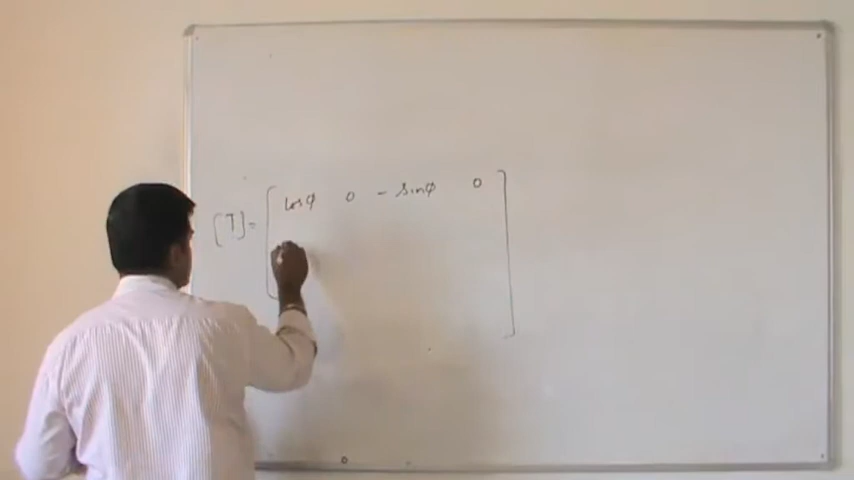 [T] = [ cosφ 0 - sinφ 0 ]